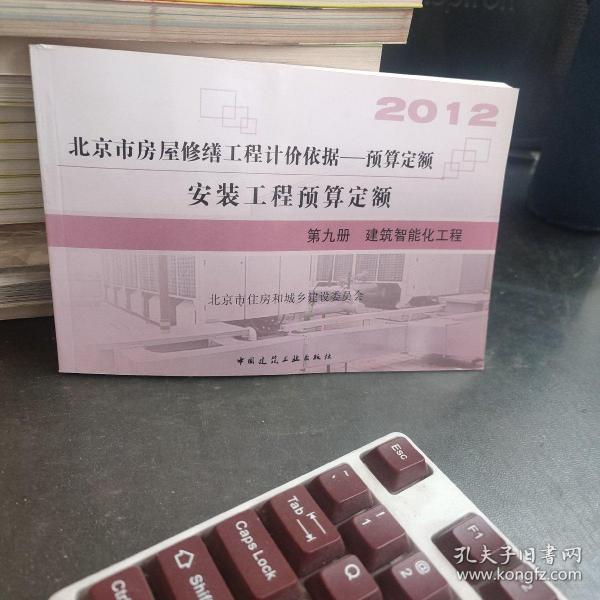 2012
北京市房屋修缮工程计价依据——预算定额
安装工程预算定额
第九册 建筑智能化工程
北京市住房和城乡建设委员会
中国建筑工业出版社
Esc
~
`
!
1
F1
Tab
@
2
Q
Caps Lock
Shift
Ctrl
孔夫子旧书网
www.kongfz.com